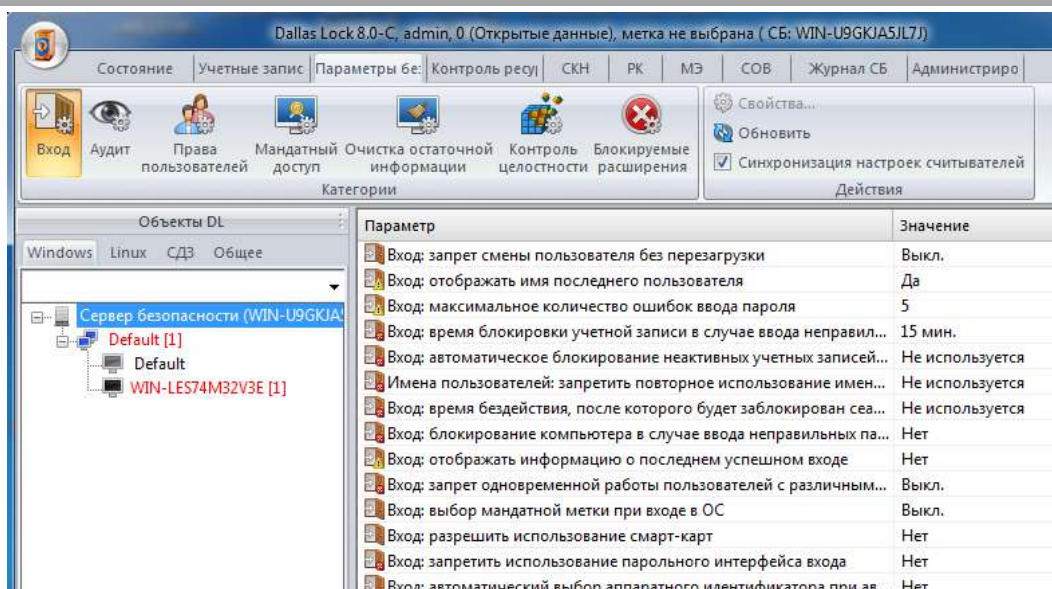 Dallas Lock 8.0-C, admin, 0 (Открытые данные), метка не выбрана ( СБ: WIN-U9GKJA5JL7J)
Состояние Учетные запис Параметры бе: Контроль ресу СКН РК МЭ СОВ Журнал СБ Администриро
Вход
Аудит
Права пользователей
Мандатный доступ
Очистка остаточной информации
Контроль целостности
Блокируемые расширения
Категории
Свойства...
Обновить
Синхронизация настроек считывателей
Действия
Объекты DL
Windows Linux СДЗ Общее
Сервер безопасности (WIN-U9GKJA
Default [1]
Default
WIN-LES74M32V3E [1]
Параметр Значение
Вход: запрет смены пользователя без перезагрузки Выкл.
Вход: отображать имя последнего пользователя Да
Вход: максимальное количество ошибок ввода пароля 5
Вход: время блокировки учетной записи в случае ввода неправил... 15 мин.
Вход: автоматическое блокирование неактивных учетных записей... Не используется
Имена пользователей: запретить повторное использование имен... Не используется
Вход: время бездействия, после которого будет заблокирован сеа... Не используется
Вход: блокирование компьютера в случае ввода неправильных па... Нет
Вход: отображать информацию о последнем успешном входе Нет
Вход: запрет одновременной работы пользователей с различным... Выкл.
Вход: выбор мандатной метки при входе в ОС Выкл.
Вход: разрешить использование смарт-карт Нет
Вход: запретить использование парольного интерфейса входа Нет
Вход: автоматический выбор аппаратного идентификатора при ав Нет